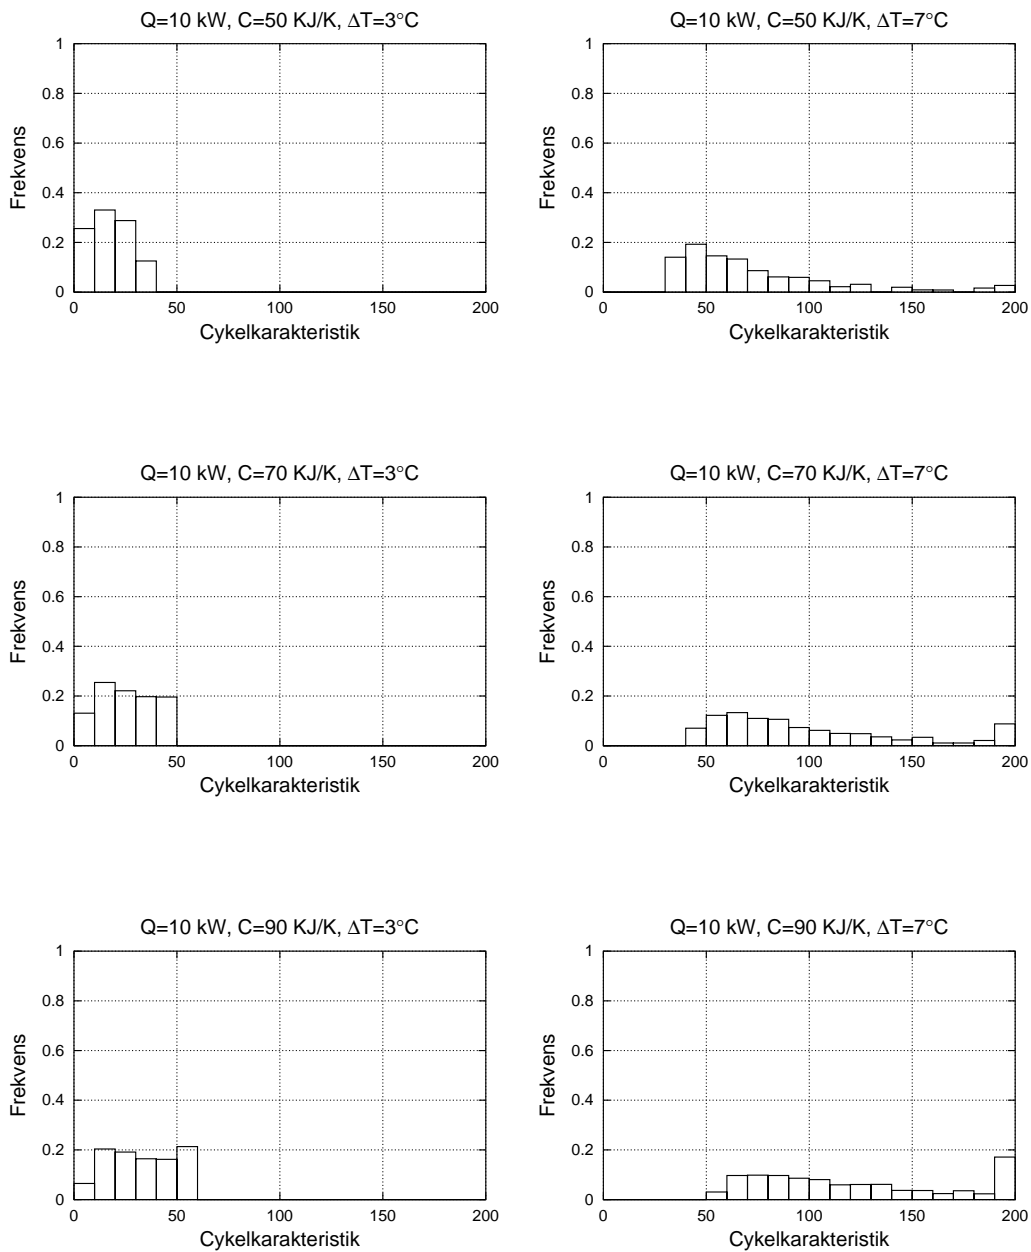 Q=10 kW, C=50 KJ/K, ΔT=3°C
1
0.8
0.6
0.4
0.2
0
0 50 100 150 200
Frekvens
Cykelkarakteristik
Q=10 kW, C=50 KJ/K, ΔT=7°C
1
0.8
0.6
0.4
0.2
0
0 50 100 150 200
Frekvens
Cykelkarakteristik
Q=10 kW, C=70 KJ/K, ΔT=3°C
1
0.8
0.6
0.4
0.2
0
0 50 100 150 200
Frekvens
Cykelkarakteristik
Q=10 kW, C=70 KJ/K, ΔT=7°C
1
0.8
0.6
0.4
0.2
0
0 50 100 150 200
Frekvens
Cykelkarakteristik
Q=10 kW, C=90 KJ/K, ΔT=3°C
1
0.8
0.6
0.4
0.2
0
0 50 100 150 200
Frekvens
Cykelkarakteristik
Q=10 kW, C=90 KJ/K, ΔT=7°C
1
0.8
0.6
0.4
0.2
0
0 50 100 150 200
Frekvens
Cykelkarakteristik